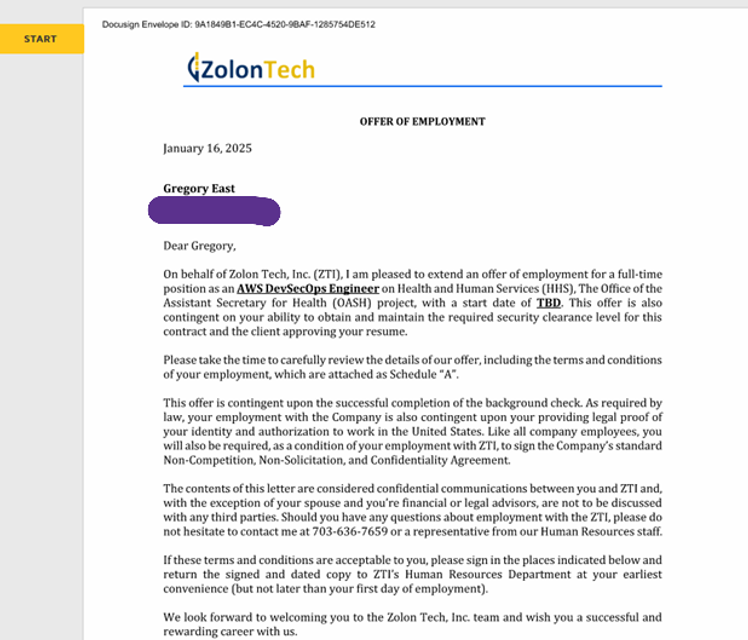 Docusign Envelope ID: 9A1849B1-EC4C-4520-9BAF-1285754DE512
START
ZolonTech
OFFER OF EMPLOYMENT
January 16, 2025
Gregory East
Dear Gregory,
On behalf of Zolon Tech, Inc. (ZTI), I am pleased to extend an offer of employment for a full-time
position as an AWS DevSecOps Engineer on Health and Human Services (HHS), The Office of the
Assistant Secretary for Health (OASH) project, with a start date of TBD. This offer is also
contingent on your ability to obtain and maintain the required security clearance level for this
contract and the client approving your resume.
Please take the time to carefully review the details of our offer, including the terms and conditions
of your employment, which are attached as Schedule “A”.
This offer is contingent upon the successful completion of the background check. As required by
law, your employment with the Company is also contingent upon your providing legal proof of
your identity and authorization to work in the United States. Like all company employees, you
will also be required, as a condition of your employment with ZTI, to sign the Company's standard
Non-Competition, Non-Solicitation, and Confidentiality Agreement.
The contents of this letter are considered confidential communications between you and ZTI and,
with the exception of your spouse and you're financial or legal advisors, are not to be discussed
with any third parties. Should you have any questions about employment with the ZTI, please do
not hesitate to contact me at 703-636-7659 or a representative from our Human Resources staff.
If these terms and conditions are acceptable to you, please sign in the places indicated below and
return the signed and dated copy to ZTI's Human Resources Department at your earliest
convenience (but not later than your first day of employment).
We look forward to welcoming you to the Zolon Tech, Inc. team and wish you a successful and
rewarding career with us.